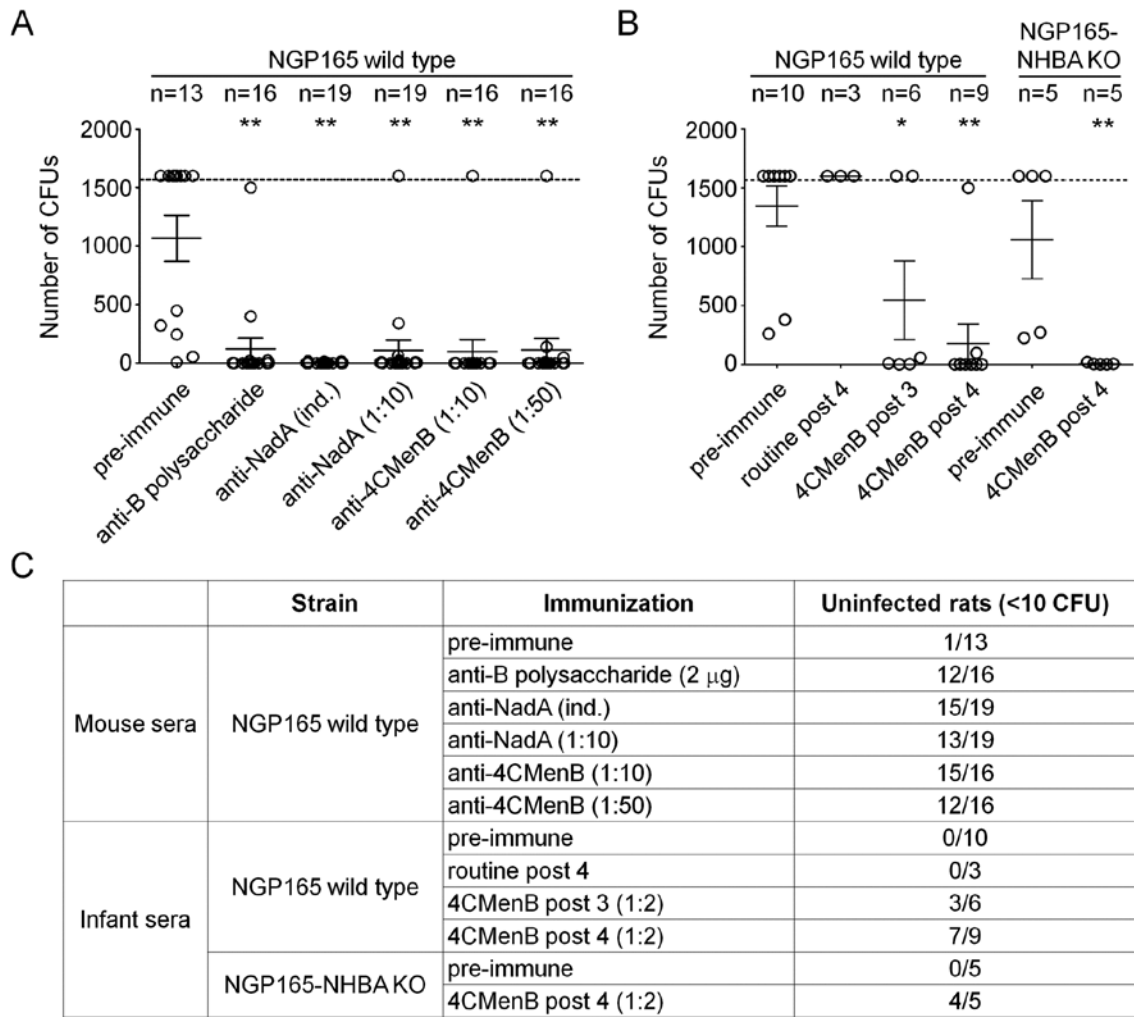 A
NGP165 wild type
n=13 n=16 n=19 n=19 n=16 n=16
** ** ** ** **
2000
1500
1000
500
0
Number of CFUs
pre-immune
anti-B polysaccharide
anti-NadA (ind.)
anti-NadA (1:10)
anti-4CMenB (1:10)
anti-4CMenB (1:50)
B
NGP165 wild type
NGP165-
NHBA KO
n=10 n=3 n=6 n=9 n=5 n=5
* ** **
2000
1500
1000
500
0
Number of CFUs
pre-immune
routine post 4
4CMenB post 3
4CMenB post 4
pre-immune
4CMenB post 4
C
Strain Immunization Uninfected rats (<10 CFU)
Mouse sera NGP165 wild type pre-immune 1/13
anti-B polysaccharide (2 μg) 12/16
anti-NadA (ind.) 15/19
anti-NadA (1:10) 13/19
anti-4CMenB (1:10) 15/16
anti-4CMenB (1:50) 12/16
Infant sera NGP165 wild type pre-immune 0/10
routine post 4 0/3
4CMenB post 3 (1:2) 3/6
4CMenB post 4 (1:2) 7/9
NGP165-NHBA KO pre-immune 0/5
4CMenB post 4 (1:2) 4/5